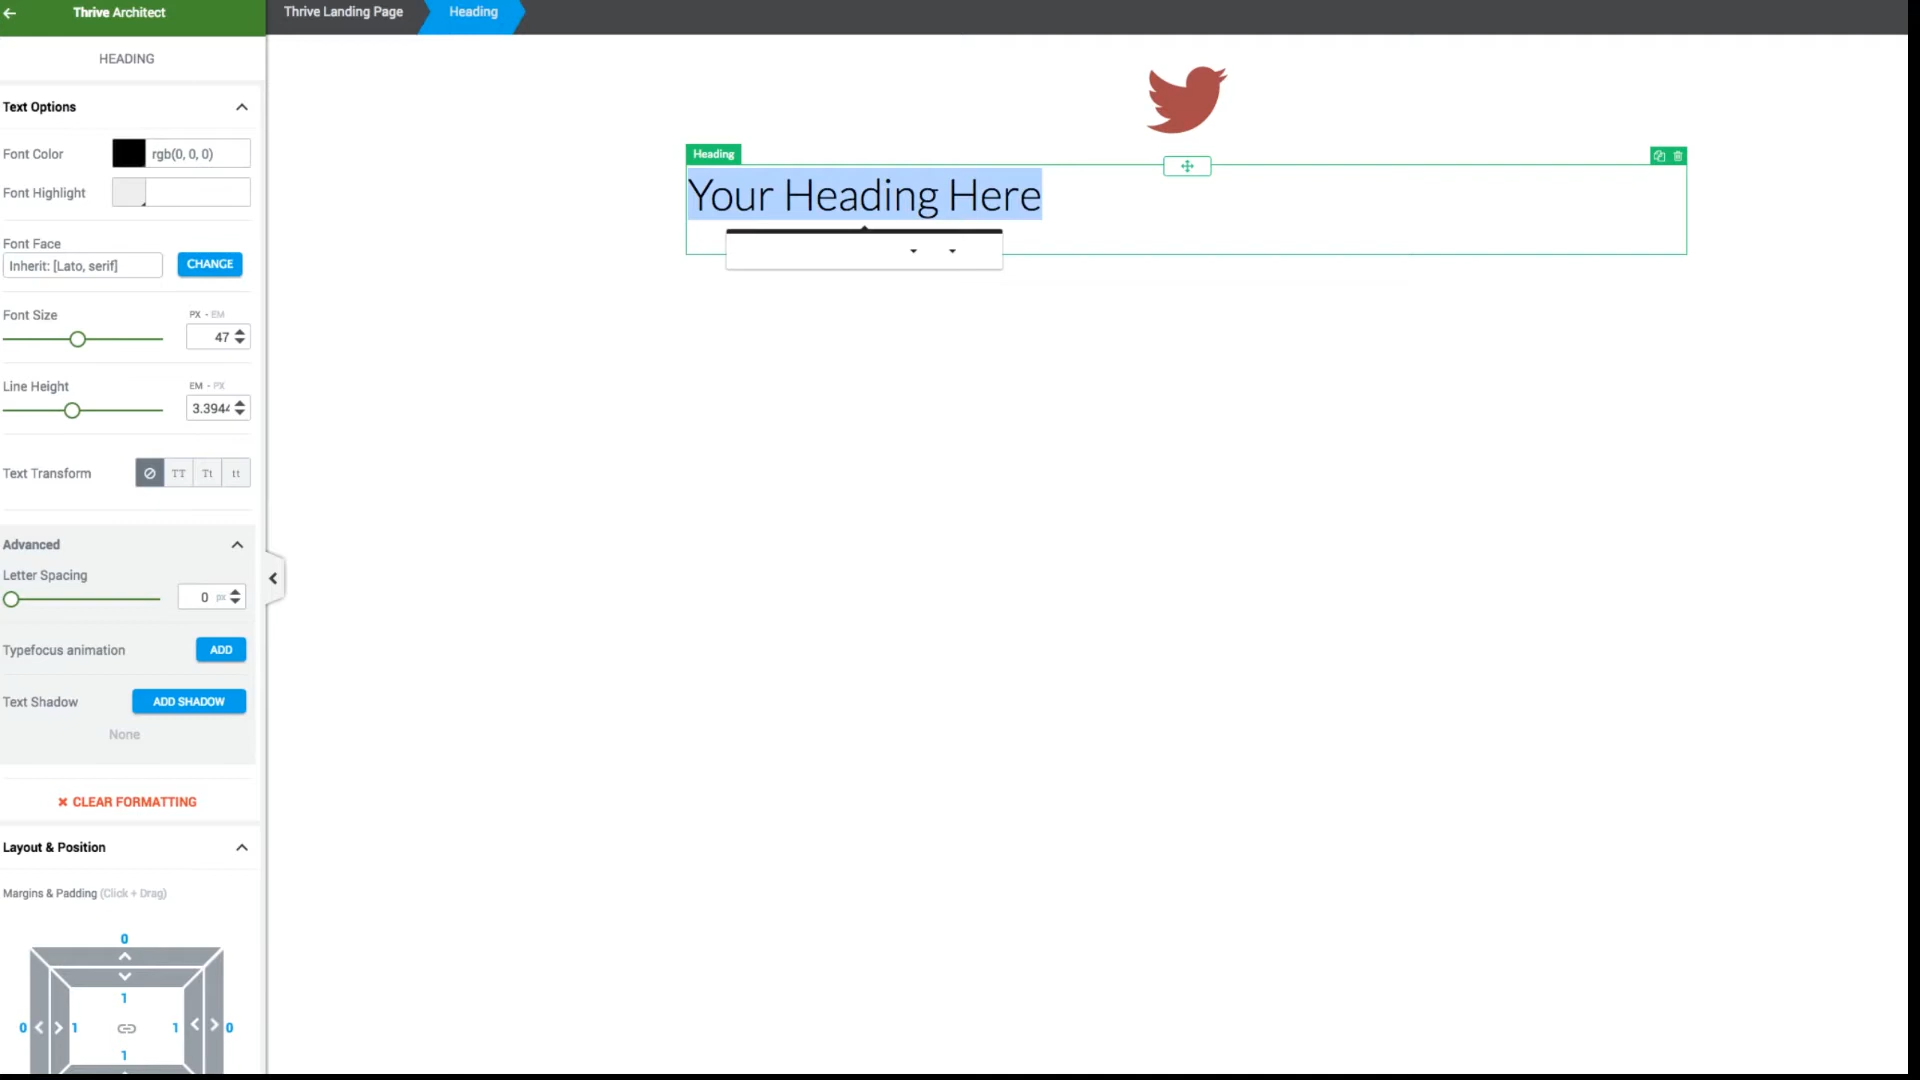 Thrive Architect
Thrive Landing Page
Heading
HEADING
Text Options
Font Color
rgb(0, 0, 0)
Font Highlight
Font Face
Inherit: [Lato, serif]
CHANGE
Font Size
PX - EM
47
Line Height
EM - PX
3.3944
Text Transform
TT
Tt
tt
Advanced
Letter Spacing
0 px
Typefocus animation
ADD
Text Shadow
ADD SHADOW
None
CLEAR FORMATTING
Layout & Position
Margins & Padding (Click + Drag)
0
1
0
1
1
0
1
Heading
Your Heading Here